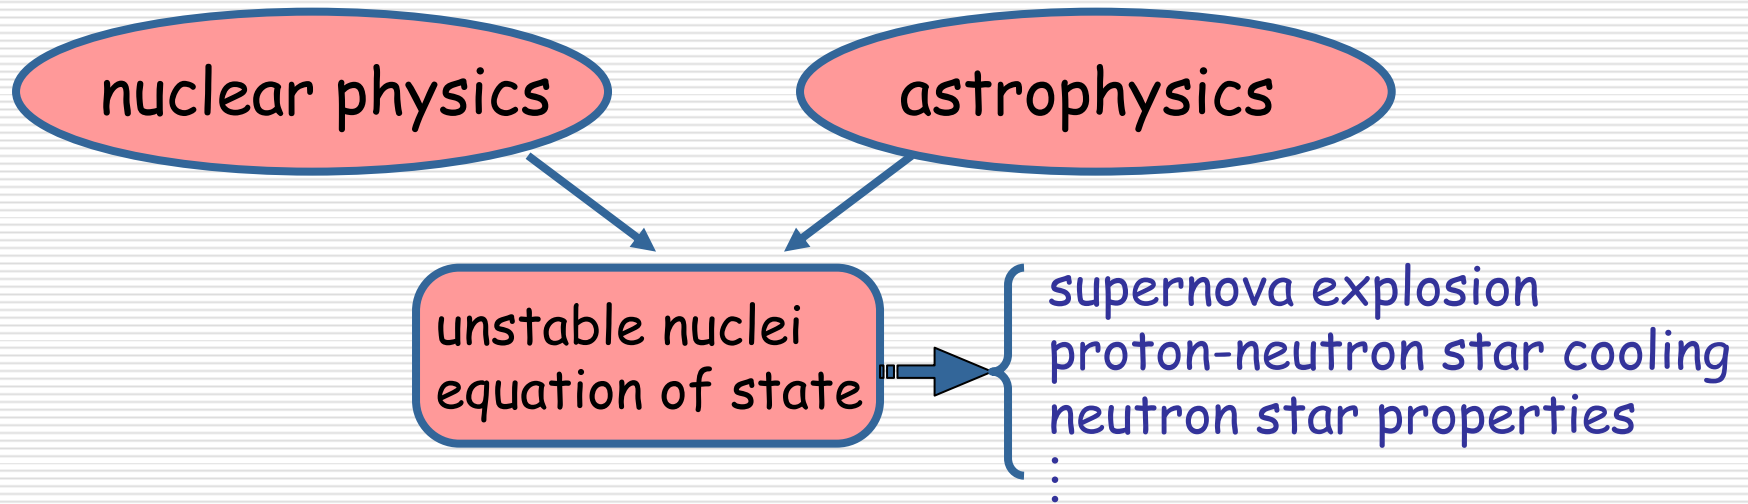 nuclear physics
astrophysics
unstable nuclei
equation of state
supernova explosion
proton-neutron star cooling
neutron star properties
⋮